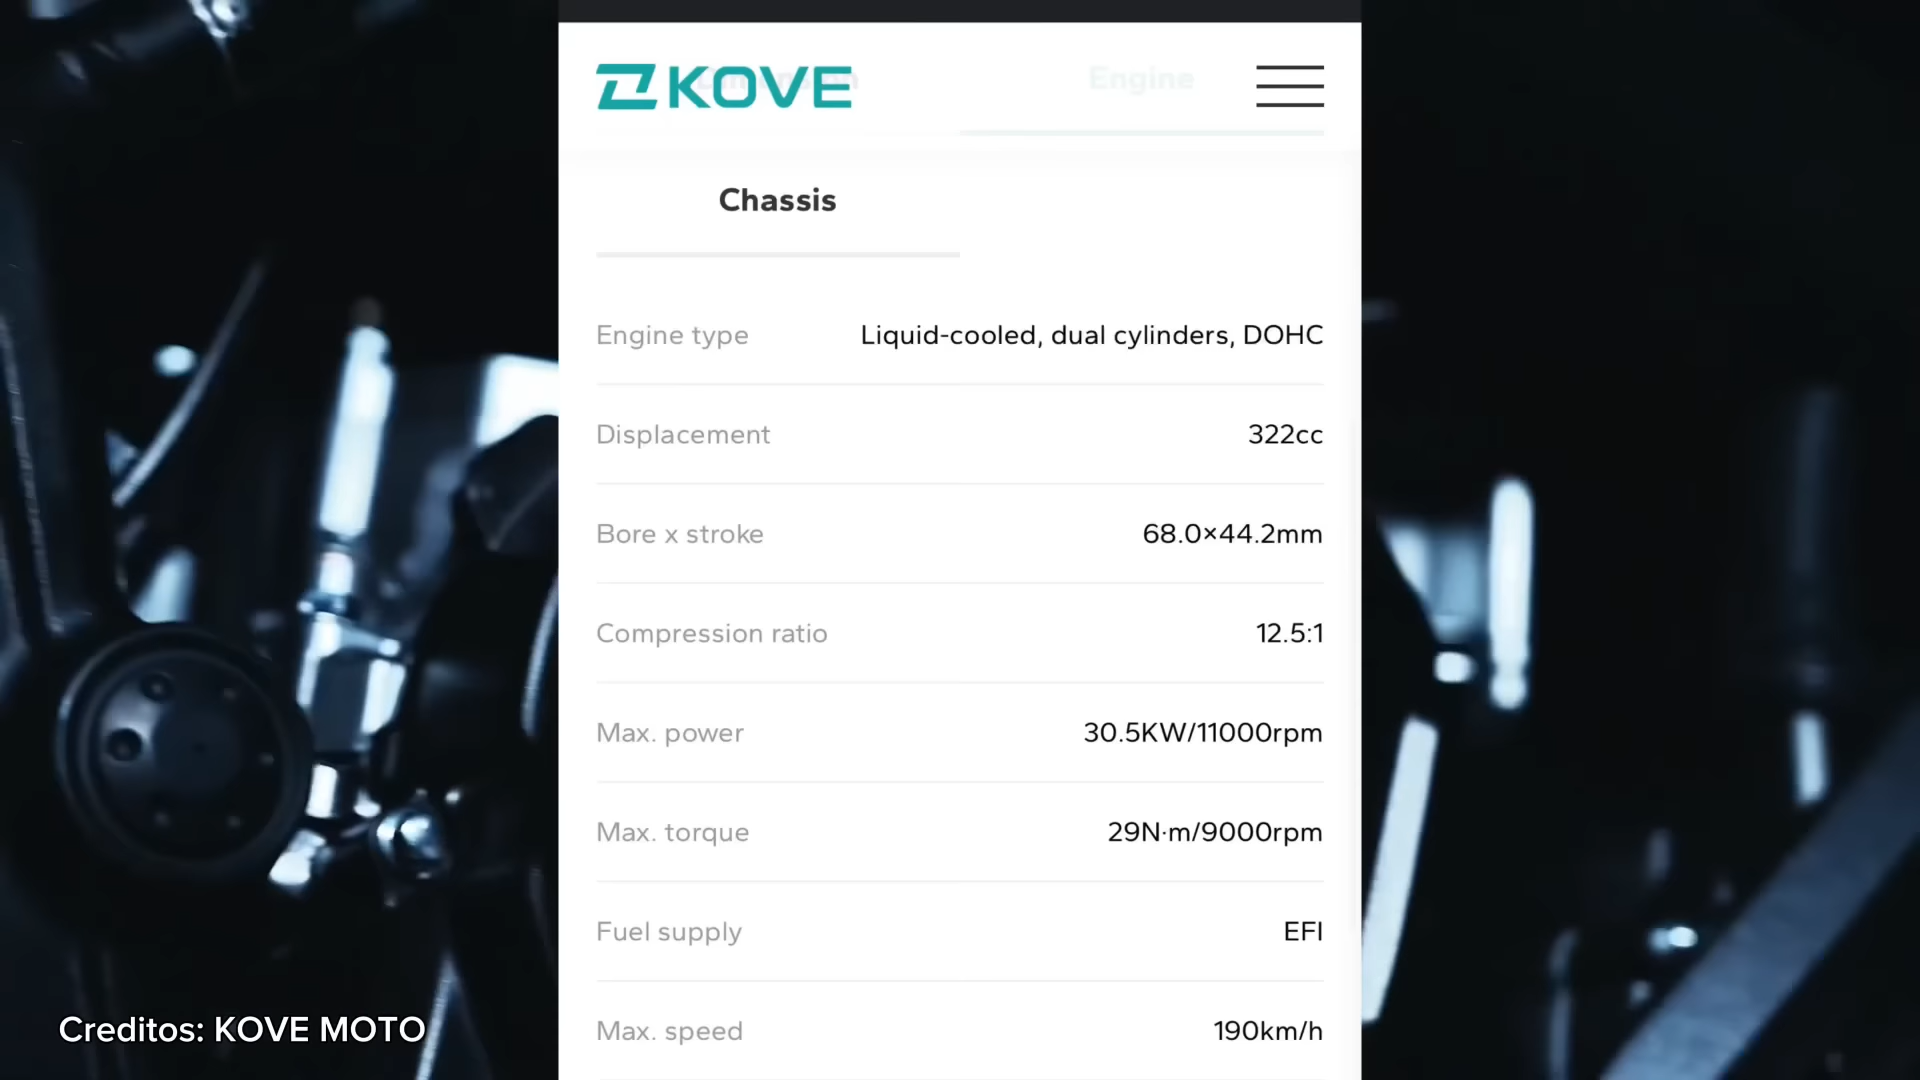 KOVE
Dimension
Engine
Chassis
Engine type Liquid-cooled, dual cylinders, DOHC
Displacement 322cc
Bore x stroke 68.0×44.2mm
Compression ratio 12.5:1
Max. power 30.5KW/11000rpm
Max. torque 29N·m/9000rpm
Fuel supply EFI
Max. speed 190km/h
Creditos: KOVE MOTO